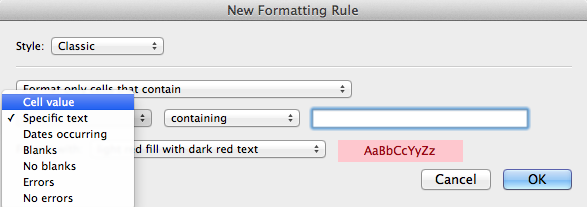 New Formatting Rule
Style: Classic
Format only cells that contain
Cell value
✓ Specific text containing
Dates occurring
Blanks fill with dark red text AaBbCcYyZz
No blanks
Errors Cancel OK
No errors